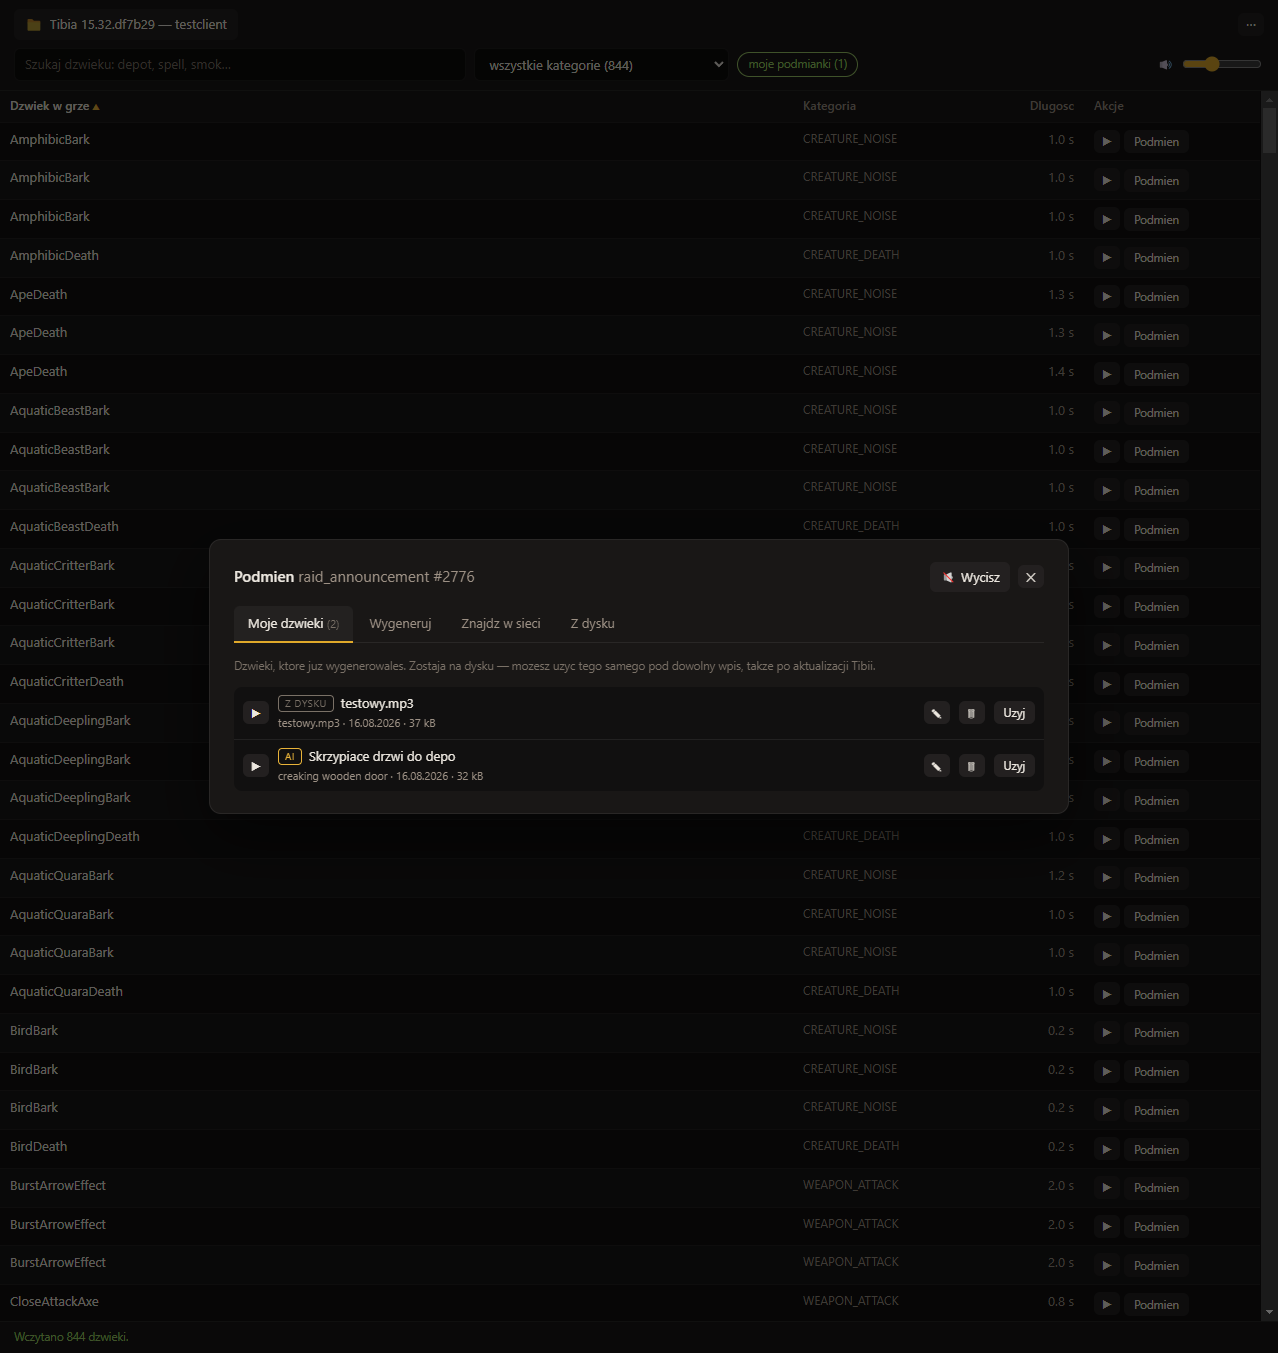 Tibia 15.32.df7b29 — testclient
...
Szukaj dzwieku: depot, spell, smok...
wszystkie kategorie (844)
moje podmianki (1)
Dzwiek w grze Kategoria Dlugosc Akcje
AmphibicBark CREATURE_NOISE 1.0 s Podmien
AmphibicBark CREATURE_NOISE 1.0 s Podmien
AmphibicBark CREATURE_NOISE 1.0 s Podmien
AmphibicDeath CREATURE_DEATH 1.0 s Podmien
ApeDeath CREATURE_NOISE 1.3 s Podmien
ApeDeath CREATURE_NOISE 1.3 s Podmien
ApeDeath CREATURE_NOISE 1.4 s Podmien
AquaticBeastBark CREATURE_NOISE 1.0 s Podmien
AquaticBeastBark CREATURE_NOISE 1.0 s Podmien
AquaticBeastBark CREATURE_NOISE 1.0 s Podmien
AquaticBeastDeath CREATURE_DEATH 1.0 s Podmien
AquaticCritterBark s Podmien
AquaticCritterBark s Podmien
AquaticCritterBark s Podmien
AquaticCritterDeath s Podmien
AquaticDeeplingBark s Podmien
AquaticDeeplingBark s Podmien
AquaticDeeplingBark s Podmien
Podmien raid_announcement #2776
Wycisz
Moje dzwieki (2) Wygeneruj Znajdz w sieci Z dysku
Dzwieki, ktore juz wygenerowales. Zostaja na dysku — mozesz uzyc tego samego pod dowolny wpis, takze po aktualizacji Tibii.
Z DYSKU testowy.mp3
testowy.mp3 · 16.08.2026 · 37 kB
Uzyj
AI Skrzypiace drzwi do depo
creaking wooden door · 16.08.2026 · 32 kB
Uzyj
AquaticDeeplingDeath CREATURE_DEATH 1.0 s Podmien
AquaticQuaraBark CREATURE_NOISE 1.2 s Podmien
AquaticQuaraBark CREATURE_NOISE 1.0 s Podmien
AquaticQuaraBark CREATURE_NOISE 1.0 s Podmien
AquaticQuaraDeath CREATURE_DEATH 1.0 s Podmien
BirdBark CREATURE_NOISE 0.2 s Podmien
BirdBark CREATURE_NOISE 0.2 s Podmien
BirdBark CREATURE_NOISE 0.2 s Podmien
BirdDeath CREATURE_DEATH 0.2 s Podmien
BurstArrowEffect WEAPON_ATTACK 2.0 s Podmien
BurstArrowEffect WEAPON_ATTACK 2.0 s Podmien
BurstArrowEffect WEAPON_ATTACK 2.0 s Podmien
CloseAttackAxe WEAPON_ATTACK 0.8 s Podmien
Wczytano 844 dzwieki.